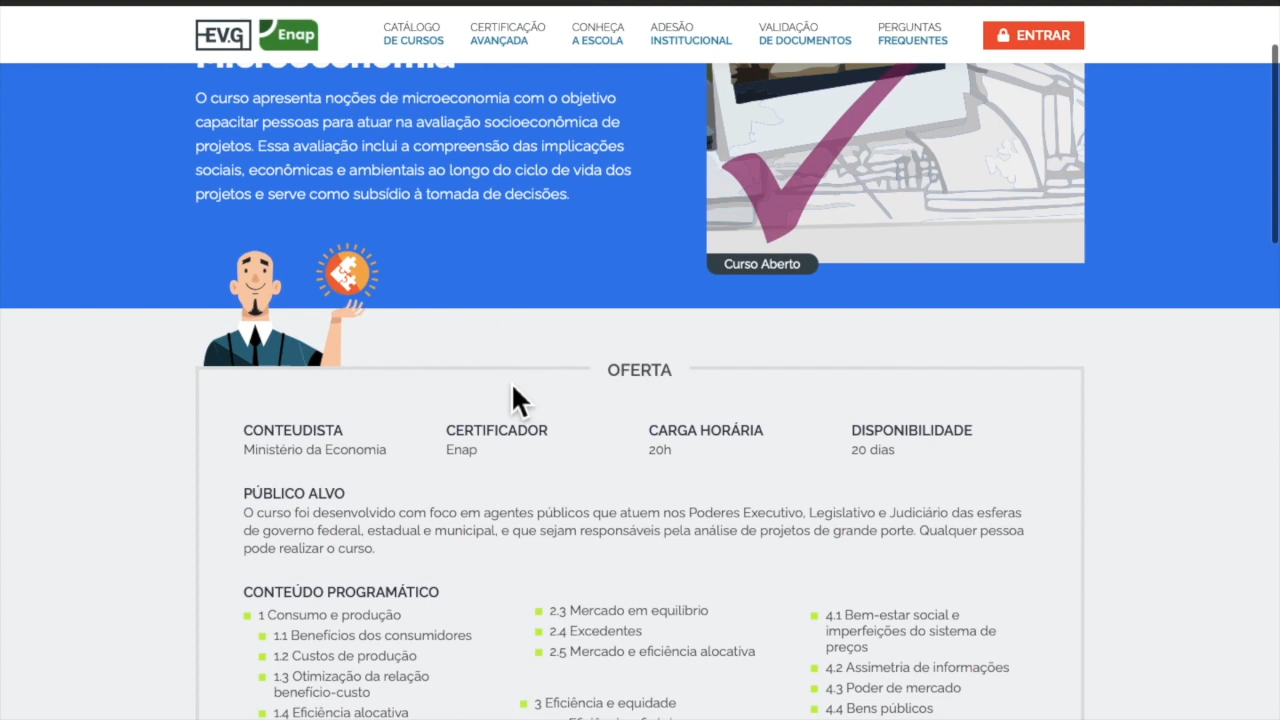 EV.G
Enap
CATÁLOGO
DE CURSOS
CERTIFICAÇÃO
AVANÇADA
CONHEÇA
A ESCOLA
ADESÃO
INSTITUCIONAL
VALIDAÇÃO
DE DOCUMENTOS
PERGUNTAS
FREQUENTES
ENTRAR
Microeconomia
O curso apresenta noções de microeconomia com o objetivo
capacitar pessoas para atuar na avaliação socioeconômica de
projetos. Essa avaliação inclui a compreensão das implicações
sociais, econômicas e ambientais ao longo do ciclo de vida dos
projetos e serve como subsídio à tomada de decisões.
Curso Aberto
OFERTA
CONTEUDISTA
Ministério da Economia
CERTIFICADOR
Enap
CARGA HORÁRIA
20h
DISPONIBILIDADE
20 dias
PÚBLICO ALVO
O curso foi desenvolvido com foco em agentes públicos que atuem nos Poderes Executivo, Legislativo e Judiciário das esferas
de governo federal, estadual e municipal, e que sejam responsáveis pela análise de projetos de grande porte. Qualquer pessoa
pode realizar o curso.
CONTEÚDO PROGRAMÁTICO
1 Consumo e produção
1.1 Benefícios dos consumidores
1.2 Custos de produção
1.3 Otimização da relação
benefício-custo
1.4 Eficiência alocativa
2.3 Mercado em equilíbrio
2.4 Excedentes
2.5 Mercado e eficiência alocativa
3 Eficiência e equidade
4.1 Bem-estar social e
imperfeições do sistema de
preços
4.2 Assimetria de informações
4.3 Poder de mercado
4.4 Bens públicos